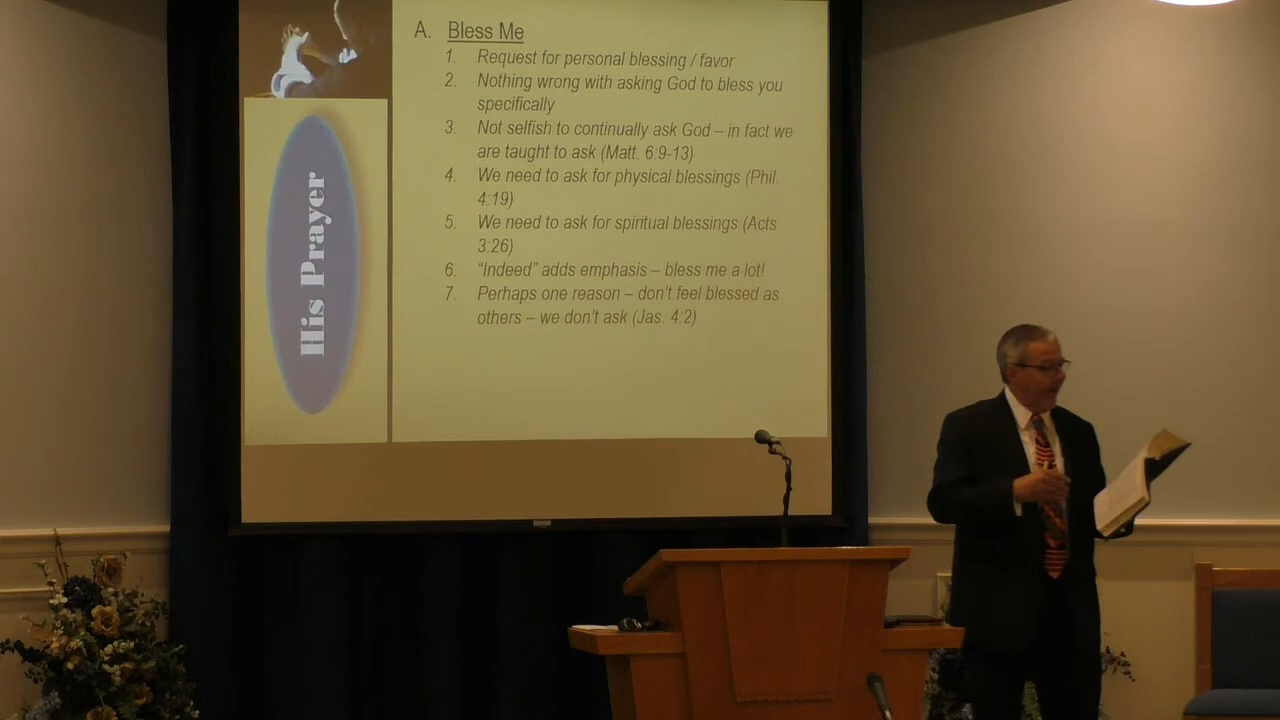 A. Bless Me
1. Request for personal blessing / favor
2. Nothing wrong with asking God to bless you
specifically
3. Not selfish to continually ask God – in fact we
are taught to ask (Matt. 6:9-13)
4. We need to ask for physical blessings (Phil.
4:19)
5. We need to ask for spiritual blessings (Acts
3:26)
6. “Indeed” adds emphasis – bless me a lot!
7. Perhaps one reason – don’t feel blessed as
others – we don’t ask (Jas. 4:2)
His Prayer